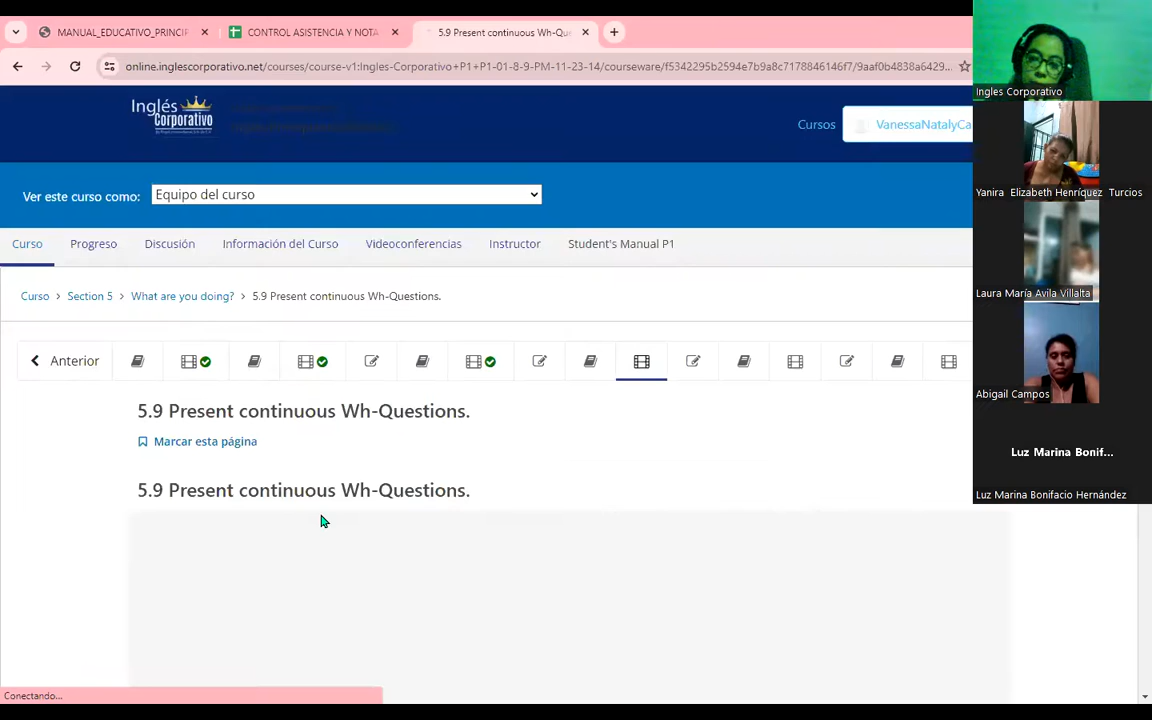 MANUAL_EDUCATIVO_PRINCIF
CONTROL ASISTENCIA Y NOTA
5.9 Present continuous Wh-Qu
online.inglescorporativo.net/courses/course-v1:Ingles-Corporativo+P1+P1-01-8-9-PM-11-23-14/courseware/f5342295b2594e7b9a8c7178846146f7/9aaf0b4838a6429...
Inglés
Corporativo
Cursos
VanessaNatalyCa
Ver este curso como:
Equipo del curso
Curso
Progreso
Discusión
Información del Curso
Videoconferencias
Instructor
Student's Manual P1
Curso > Section 5 > What are you doing? > 5.9 Present continuous Wh-Questions.
Anterior
5.9 Present continuous Wh-Questions.
Marcar esta página
5.9 Present continuous Wh-Questions.
Conectando...
Ingles Corporativo
Yanira Elizabeth Henríquez Turcios
Laura María Avila Villalta
Abigail Campos
Luz Marina Bonif...
Luz Marina Bonifacio Hernández